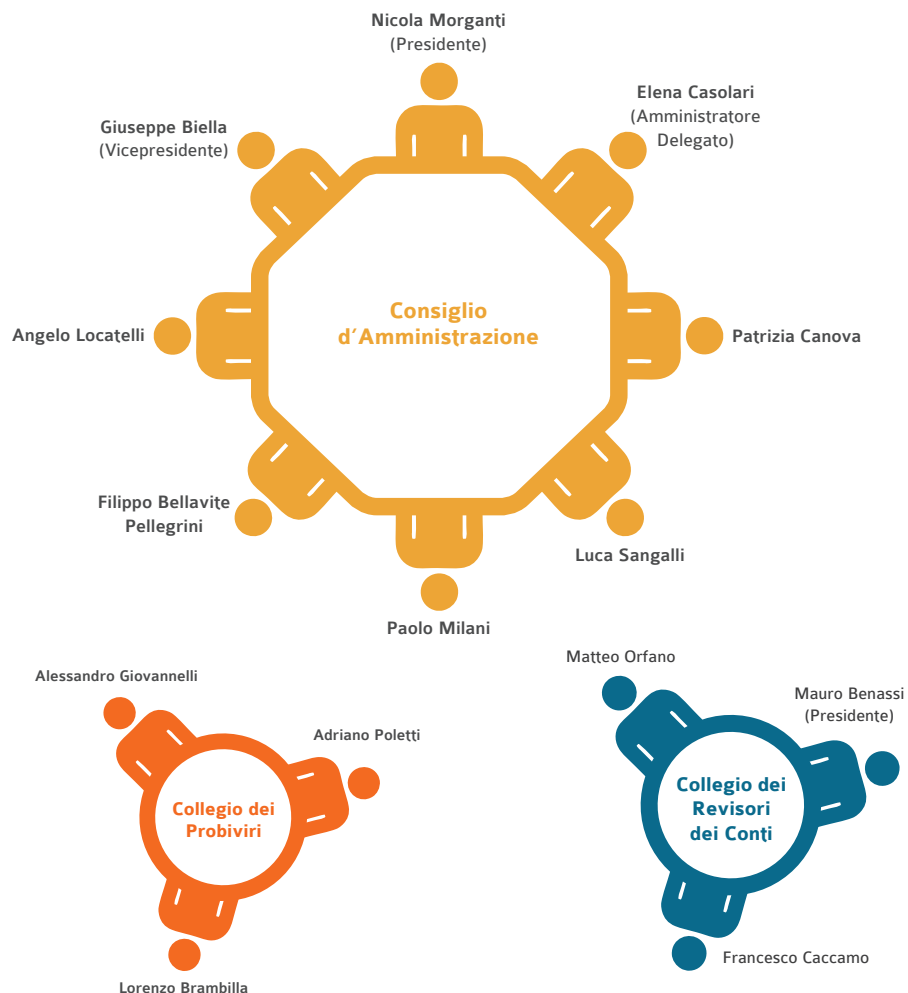 Nicola Morganti
(Presidente)
Elena Casolari
(Amministratore
Delegato)
Giuseppe Biella
(Vicepresidente)
Consiglio
d'Amministrazione
Angelo Locatelli
Patrizia Canova
Filippo Bellavite
Pellegrini
Luca Sangalli
Paolo Milani
Alessandro Giovannelli
Adriano Poletti
Collegio dei
Probiviri
Lorenzo Brambilla
Matteo Orfano
Mauro Benassi
(Presidente)
Collegio dei
Revisori
dei Conti
Francesco Caccamo